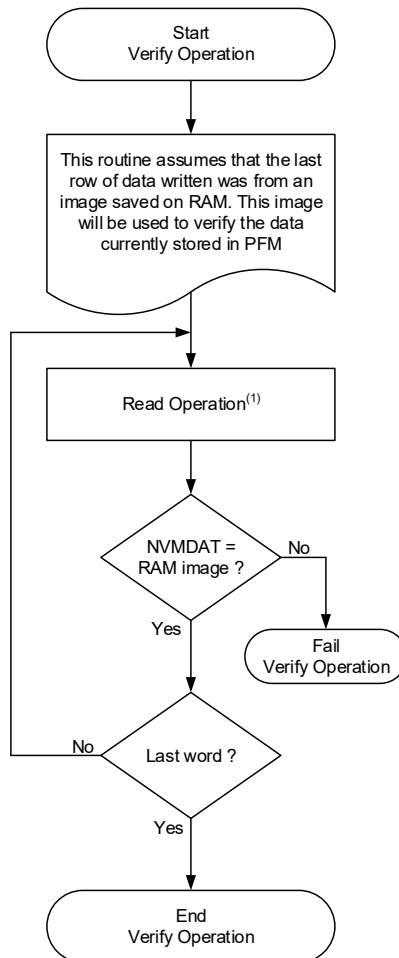 Start
Verify Operation
This routine assumes that the last
row of data written was from an
image saved on RAM. This image
will be used to verify the data
currently stored in PFM
Read Operation(1)
NVMDAT =
RAM image ?
No
Yes
Fail
Verify Operation
No
Last word ?
Yes
End
Verify Operation